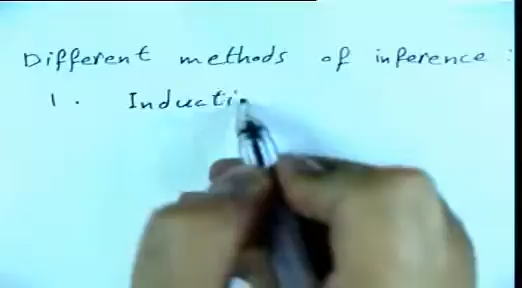 Different methods of inference :
1. Inducti